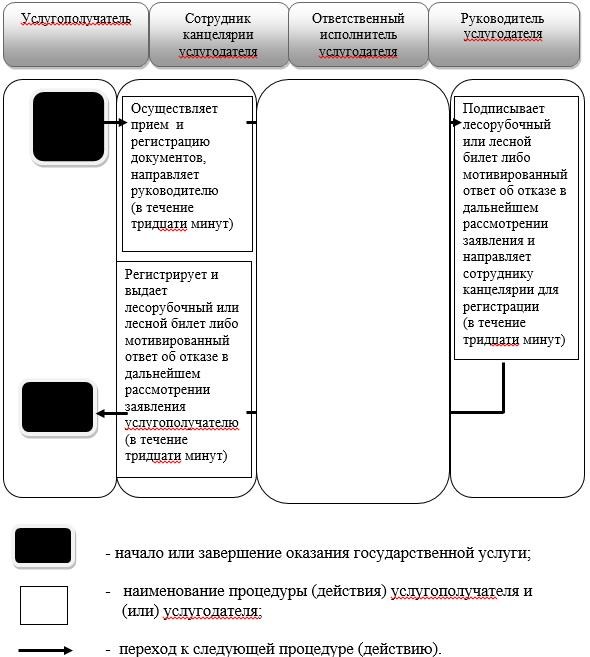 Услугополучатель
Сотрудник
канцелярии
услугодателя
Ответственный
исполнитель
услугодателя
Руководитель
услугодателя
Осуществляет
прием и
регистрацию
документов,
направляет
руководителю
(в течение
тридцати минут)
Подписывает
лесорубочный
или лесной
билет либо
мотивированный
ответ об отказе в
дальнейшем
рассмотрении
заявления и
направляет
сотруднику
канцелярии для
регистрации
(в течение
тридцати минут)
Регистрирует и
выдает
лесорубочный или
лесной билет либо
мотивированный
ответ об отказе в
дальнейшем
рассмотрении
заявления
услугополучателю
(в течение
тридцати минут)
- начало или завершение оказания государственной услуги;
- наименование процедуры (действия) услугополучателя и
(или) услугодателя;
- переход к следующей процедуре (действию).